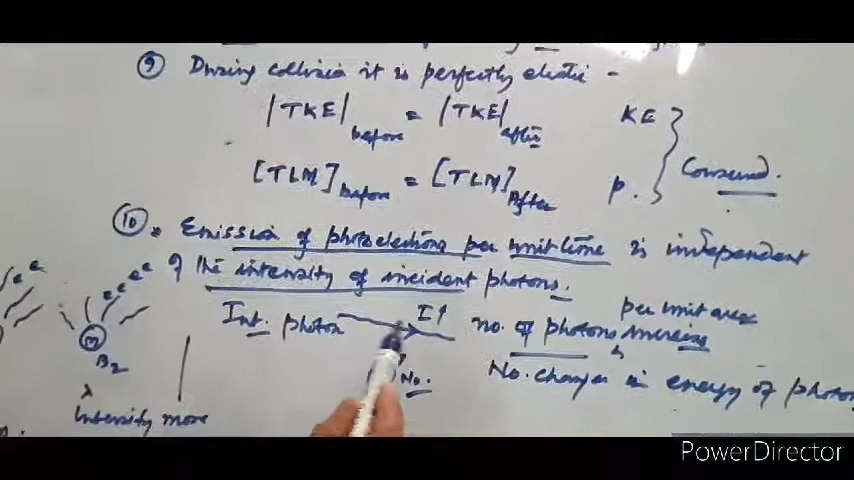 ⑨ During collision it is perfectly elastic -
|TKE| before = |TKE| after KE
[TLM] Before = [TLM] After p. Conserved.
⑩ * Emission of photoelectrons per unit time is independent
of the intensity of incident photons.
Int. photon I↑ no. of photons increasing per unit area
No. No. changes in energy of photon
e e e e e
m
B2
λ
Intensity more
PowerDirector